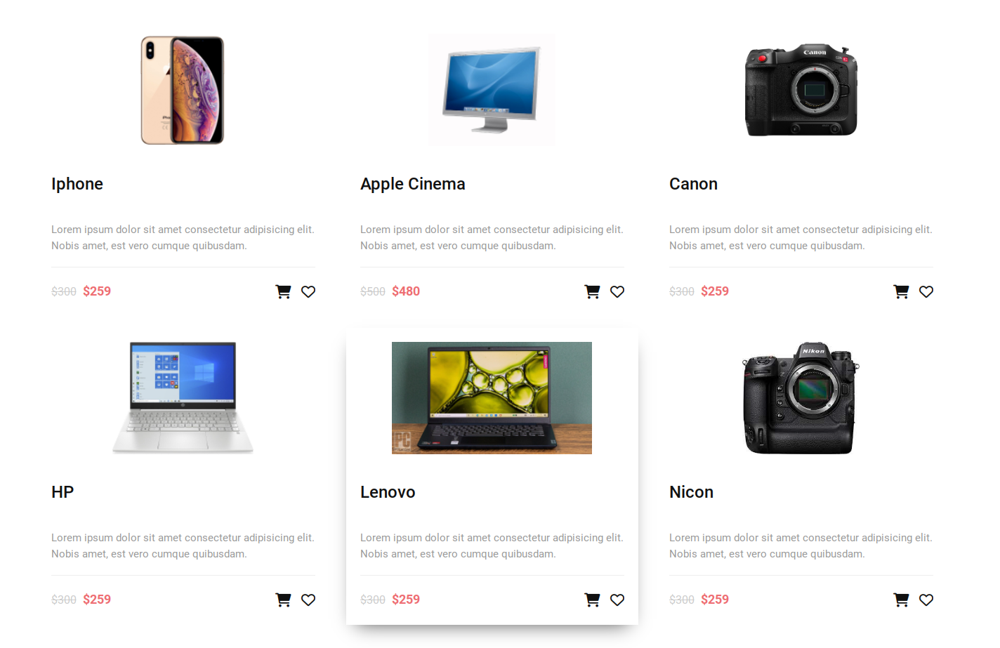 Canon
Iphone
Apple Cinema
Canon
Lorem ipsum dolor sit amet consectetur adipisicing elit.
Nobis amet, est vero cumque quibusdam.
Lorem ipsum dolor sit amet consectetur adipisicing elit.
Nobis amet, est vero cumque quibusdam.
Lorem ipsum dolor sit amet consectetur adipisicing elit.
Nobis amet, est vero cumque quibusdam.
$300 $259
$500 $480
$300 $259
Nikon
PC
HP
Lenovo
Nicon
Lorem ipsum dolor sit amet consectetur adipisicing elit.
Nobis amet, est vero cumque quibusdam.
Lorem ipsum dolor sit amet consectetur adipisicing elit.
Nobis amet, est vero cumque quibusdam.
Lorem ipsum dolor sit amet consectetur adipisicing elit.
Nobis amet, est vero cumque quibusdam.
$300 $259
$300 $259
$300 $259